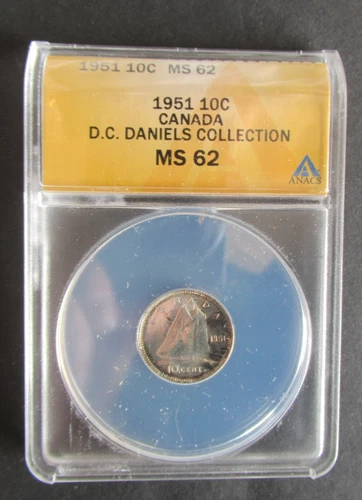 1951 10C MS 62
1951 10C
CANADA
D.C. DANIELS COLLECTION
MS 62
ANACS
CANADA
1951
10 CENTS